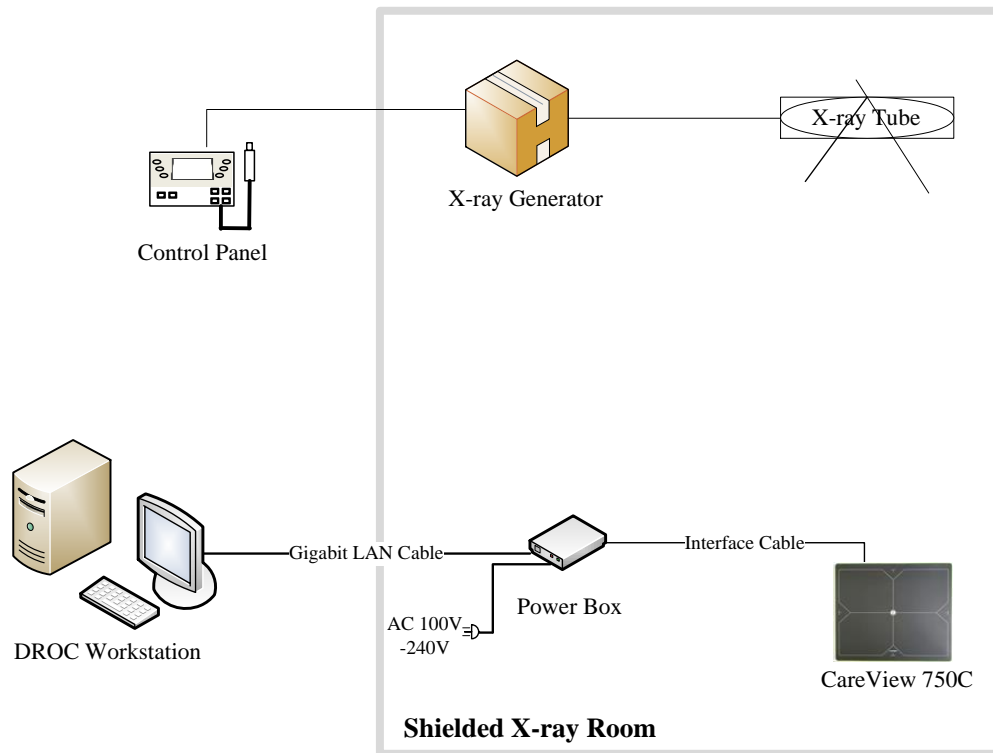 X-ray Tube
X-ray Generator
Control Panel
Gigabit LAN Cable
Interface Cable
Power Box
AC 100V
-240V
DROC Workstation
CareView 750C
Shielded X-ray Room